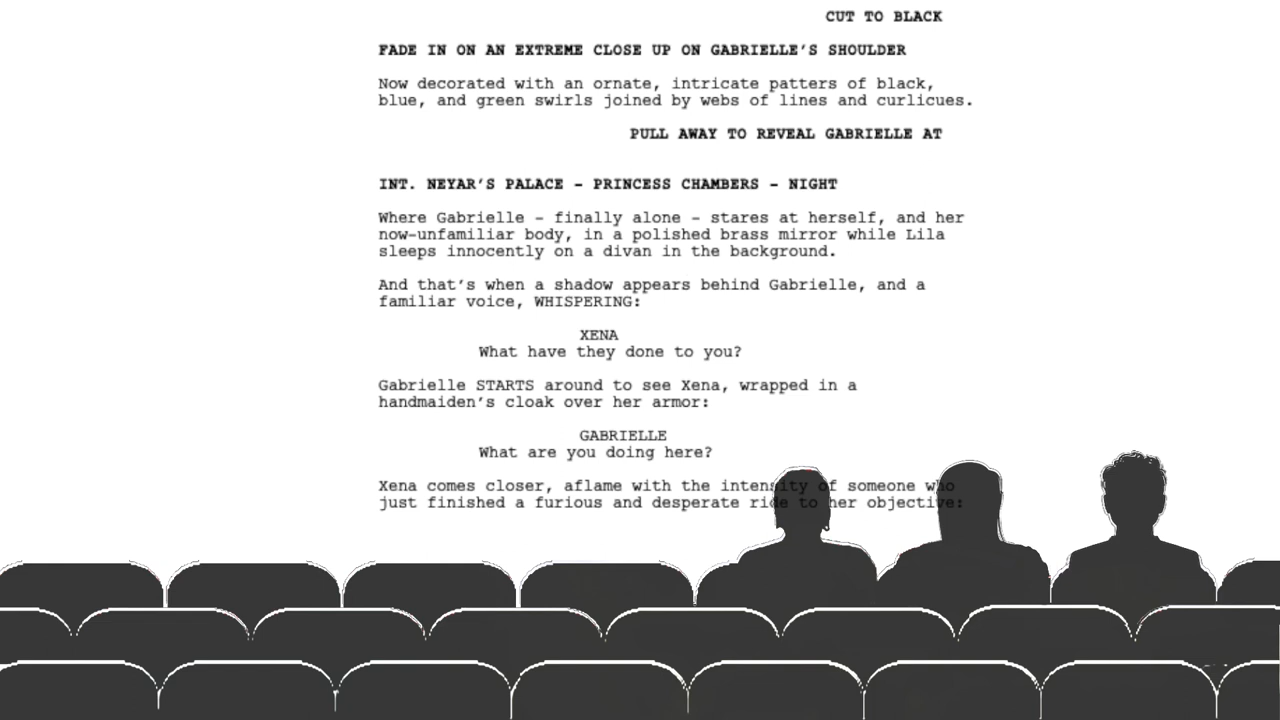 CUT TO BLACK
FADE IN ON AN EXTREME CLOSE UP ON GABRIELLE'S SHOULDER
Now decorated with an ornate, intricate patters of black,
blue, and green swirls joined by webs of lines and curlicues.
PULL AWAY TO REVEAL GABRIELLE AT
INT. NEYAR'S PALACE - PRINCESS CHAMBERS - NIGHT
Where Gabrielle - finally alone - stares at herself, and her
now-unfamiliar body, in a polished brass mirror while Lila
sleeps innocently on a divan in the background.
And that's when a shadow appears behind Gabrielle, and a
familiar voice, WHISPERING:
XENA
What have they done to you?
Gabrielle STARTS around to see Xena, wrapped in a
handmaiden's cloak over her armor:
GABRIELLE
What are you doing here?
Xena comes closer, aflame with the intensity of someone who
just finished a furious and desperate ride to her objective: